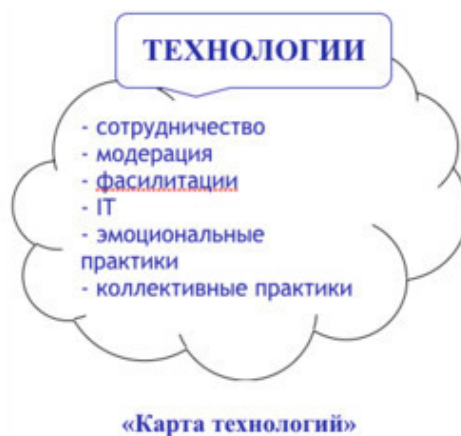 ТЕХНОЛОГИИ
- сотрудничество
- модерация
- фасилитации
- IT
- эмоциональные
практики
- коллективные практики
«Карта технологий»